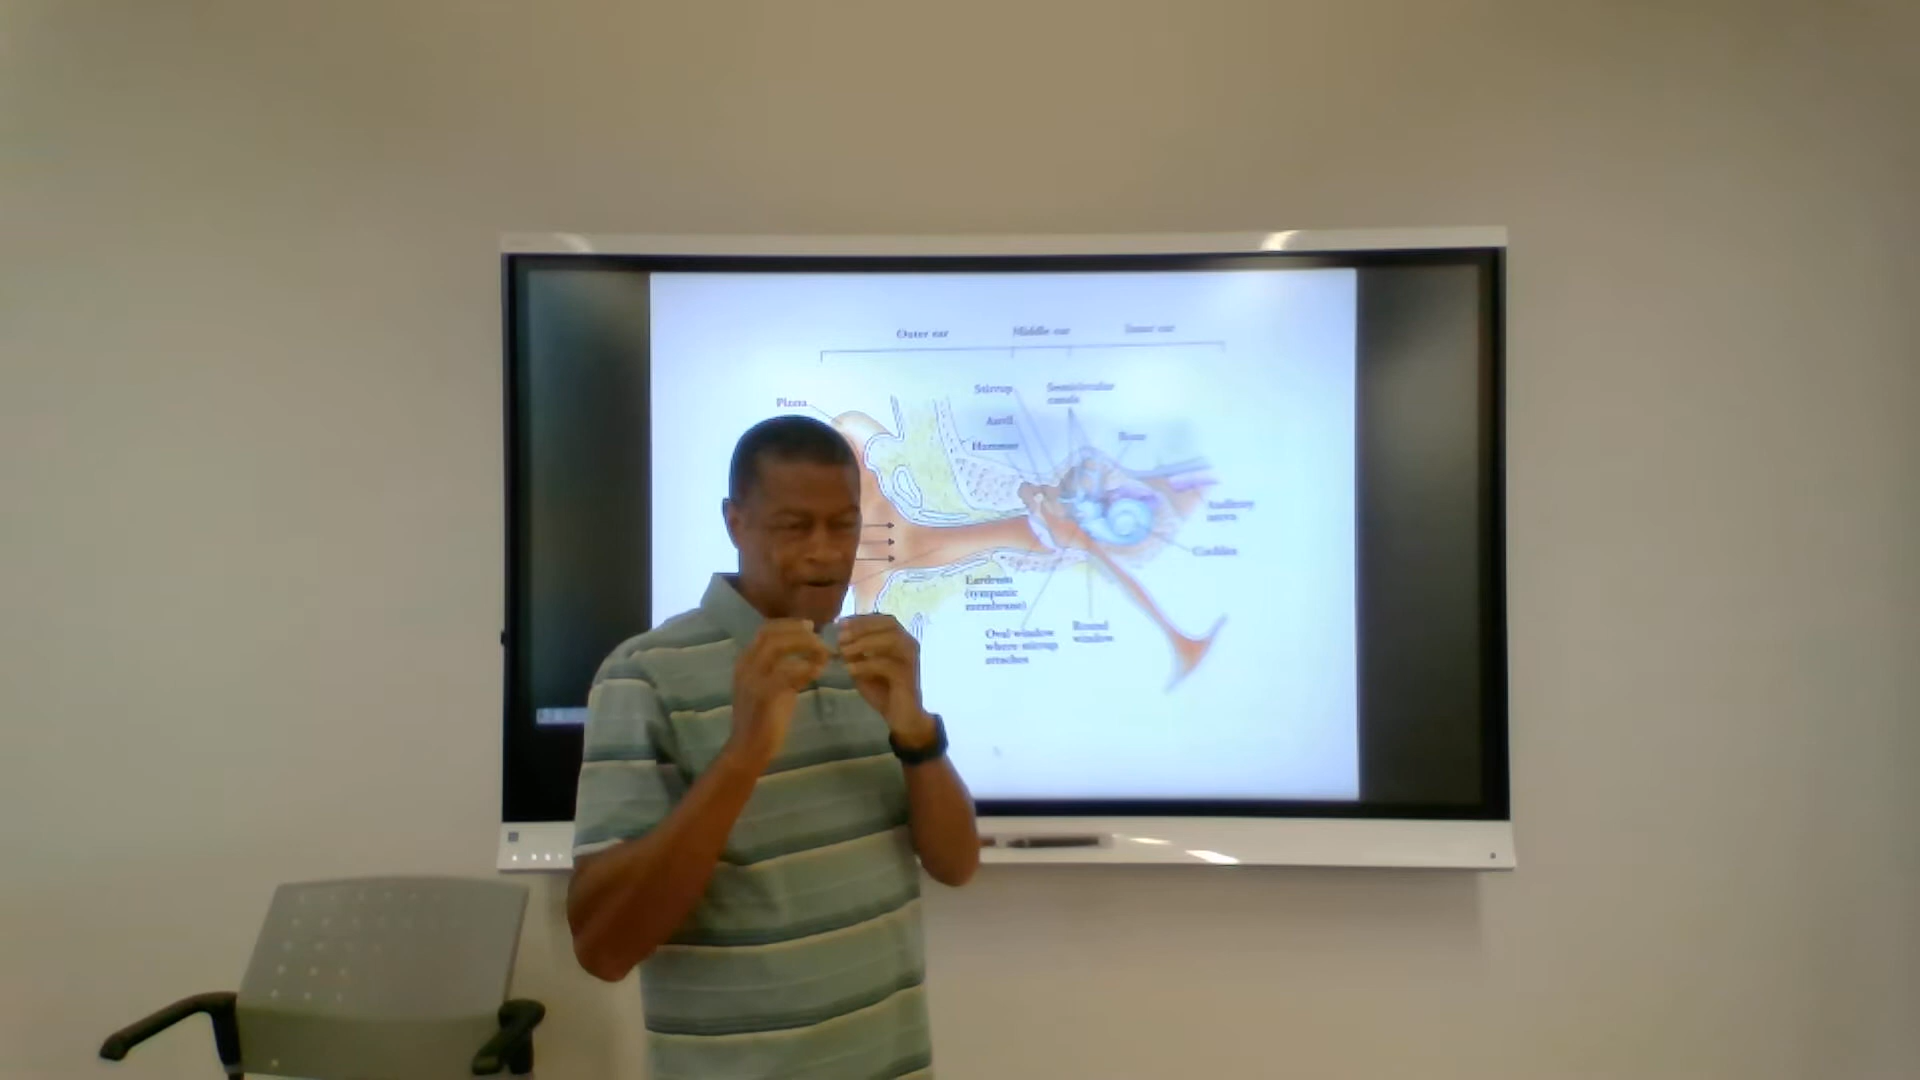 Outer ear
Middle ear
Inner ear
Stirrup
Semicircular
canals
Pinna
Anvil
Bone
Hammer
Auditory
nerve
Cochlea
Eardrum
(tympanic
membrane)
Oval window
where stirrup
attaches
Round
window